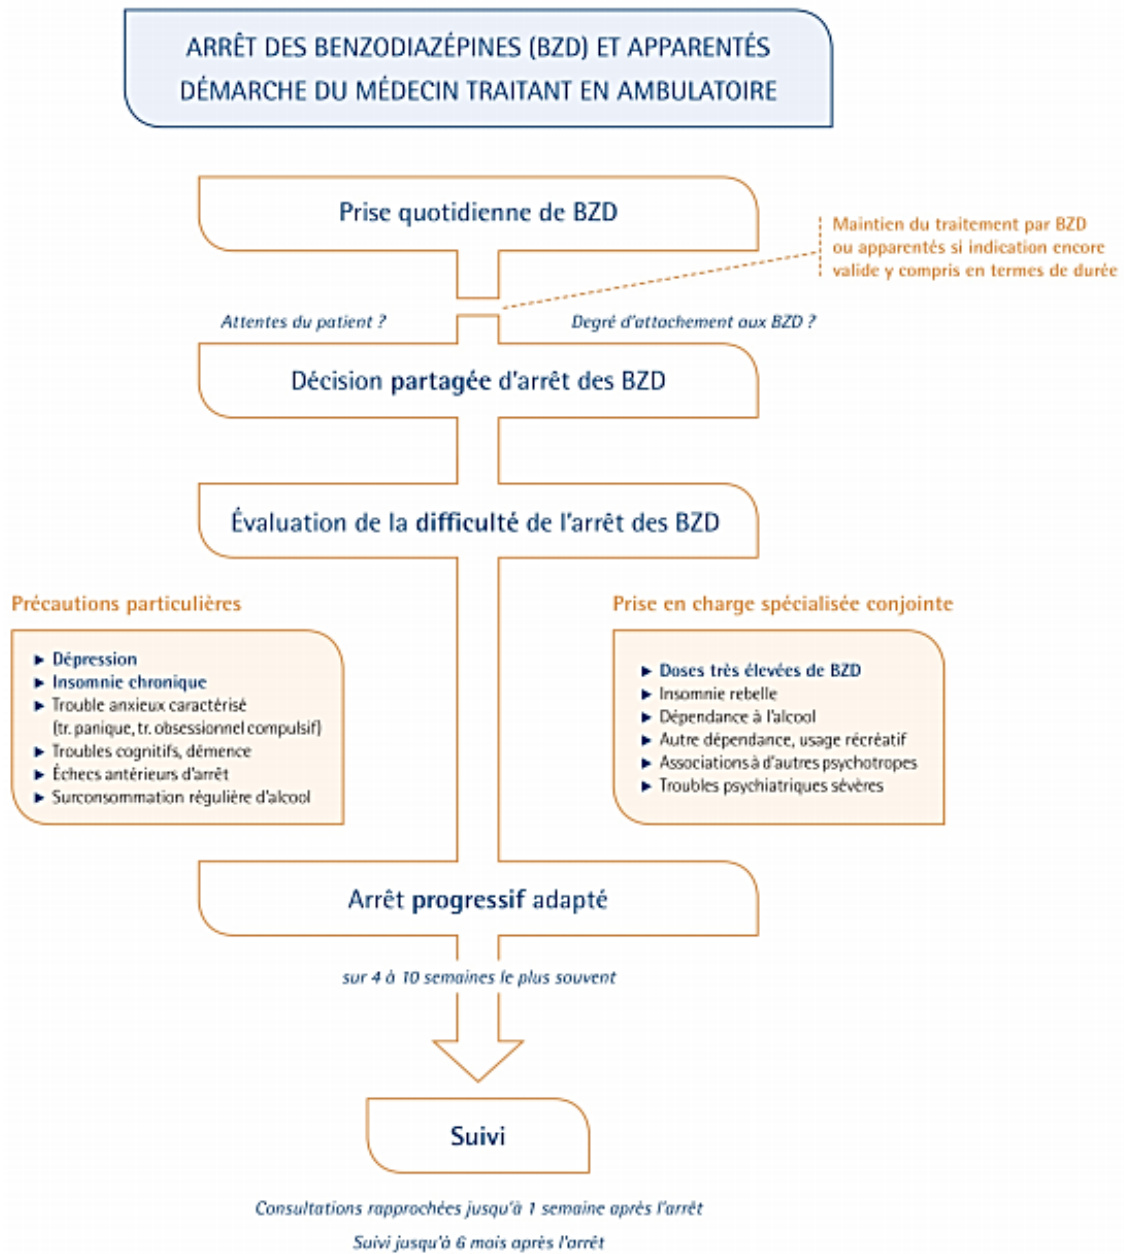 ARRÊT DES BENZODIAZÉPINES (BZD) ET APPARENTÉS
DÉMARCHE DU MÉDECIN TRAITANT EN AMBULATOIRE
Prise quotidienne de BZD
Maintien du traitement par BZD
ou apparentés si indication encore
valide y compris en termes de durée
Attentes du patient ?
Degré d'attachement aux BZD ?
Décision partagée d'arrêt des BZD
Évaluation de la difficulté de l'arrêt des BZD
Précautions particulières
► Dépression
► Insomnie chronique
► Trouble anxieux caractérisé
(tr. panique, tr. obsessionnel compulsif)
► Troubles cognitifs, démence
► Échecs antérieurs d'arrêt
► Surconsommation régulière d'alcool
Prise en charge spécialisée conjointe
► Doses très élevées de BZD
► Insomnie rebelle
► Dépendance à l'alcool
► Autre dépendance, usage récréatif
► Associations à d'autres psychotropes
► Troubles psychiatriques sévères
Arrêt progressif adapté
sur 4 à 10 semaines le plus souvent
Suivi
Consultations rapprochées jusqu'à 1 semaine après l'arrêt
Suivi jusqu'à 6 mois après l'arrêt